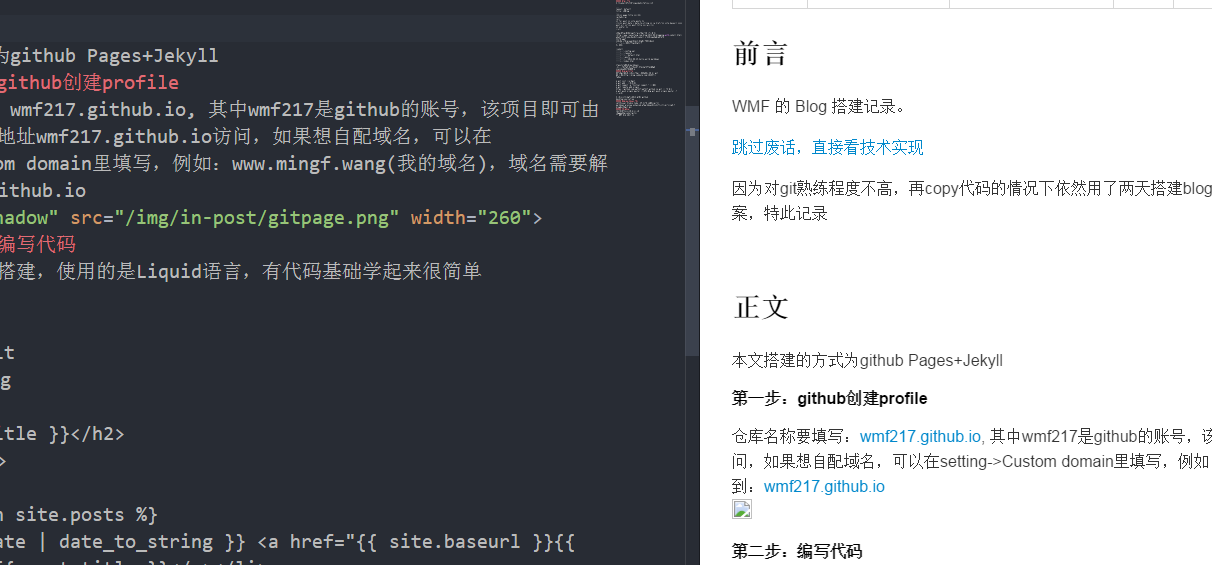 为github Pages+Jekyll
github创建profile
wmf217.github.io, 其中wmf217是github的账号，该项目即可由
地址wmf217.github.io访问，如果想自配域名，可以在
om domain里填写，例如：www.mingf.wang(我的域名)，域名需要解
ithub.io
hadow" src="/img/in-post/gitpage.png" width="260">
编写代码
搭建，使用的是Liquid语言，有代码基础学起来很简单
it
g
itle }}</h2>
>
n site.posts %}
ate | date_to_string }} <a href="{{ site.baseurl }}{{
前言
WMF 的 Blog 搭建记录。
跳过废话，直接看技术实现
因为对git熟练程度不高，再copy代码的情况下依然用了两天搭建blog
案，特此记录
正文
本文搭建的方式为github Pages+Jekyll
第一步：github创建profile
仓库名称要填写：wmf217.github.io, 其中wmf217是github的账号，该
问，如果想自配域名，可以在setting->Custom domain里填写，例如
到：wmf217.github.io
第二步：编写代码